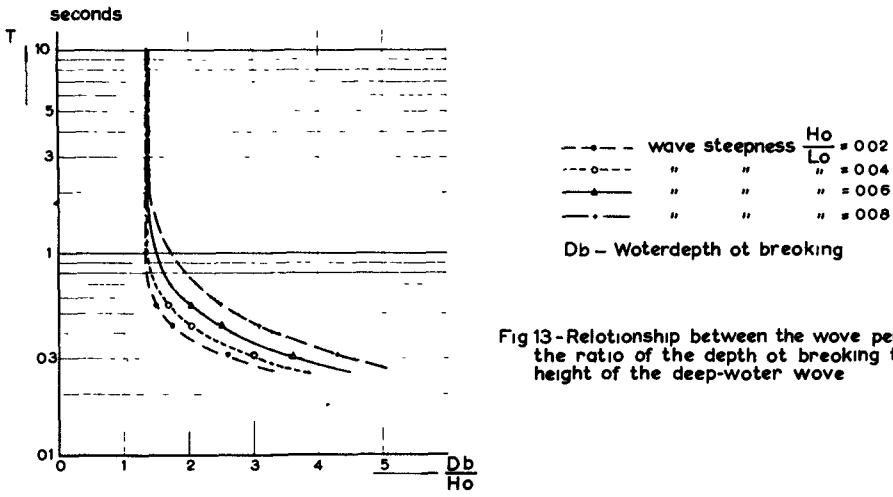 seconds
T
10
5
3
1
03
01
0 1 2 3 4 5 Db
Ho
wave steepness Ho
Lo = 002
" " " = 004
" " " = 006
" " " = 008
Db – Woterdepth ot breoking
Fig 13 - Relotionship between the wave pe
the ratio of the depth ot breoking t
height of the deep-woter wove